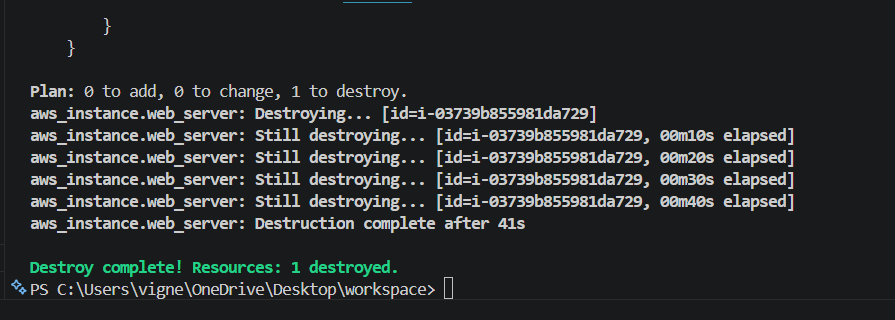 }
}
Plan: 0 to add, 0 to change, 1 to destroy.
aws_instance.web_server: Destroying... [id=i-03739b855981da729]
aws_instance.web_server: Still destroying... [id=i-03739b855981da729, 00m10s elapsed]
aws_instance.web_server: Still destroying... [id=i-03739b855981da729, 00m20s elapsed]
aws_instance.web_server: Still destroying... [id=i-03739b855981da729, 00m30s elapsed]
aws_instance.web_server: Still destroying... [id=i-03739b855981da729, 00m40s elapsed]
aws_instance.web_server: Destruction complete after 41s
Destroy complete! Resources: 1 destroyed.
PS C:\Users\vigne\OneDrive\Desktop\workspace>